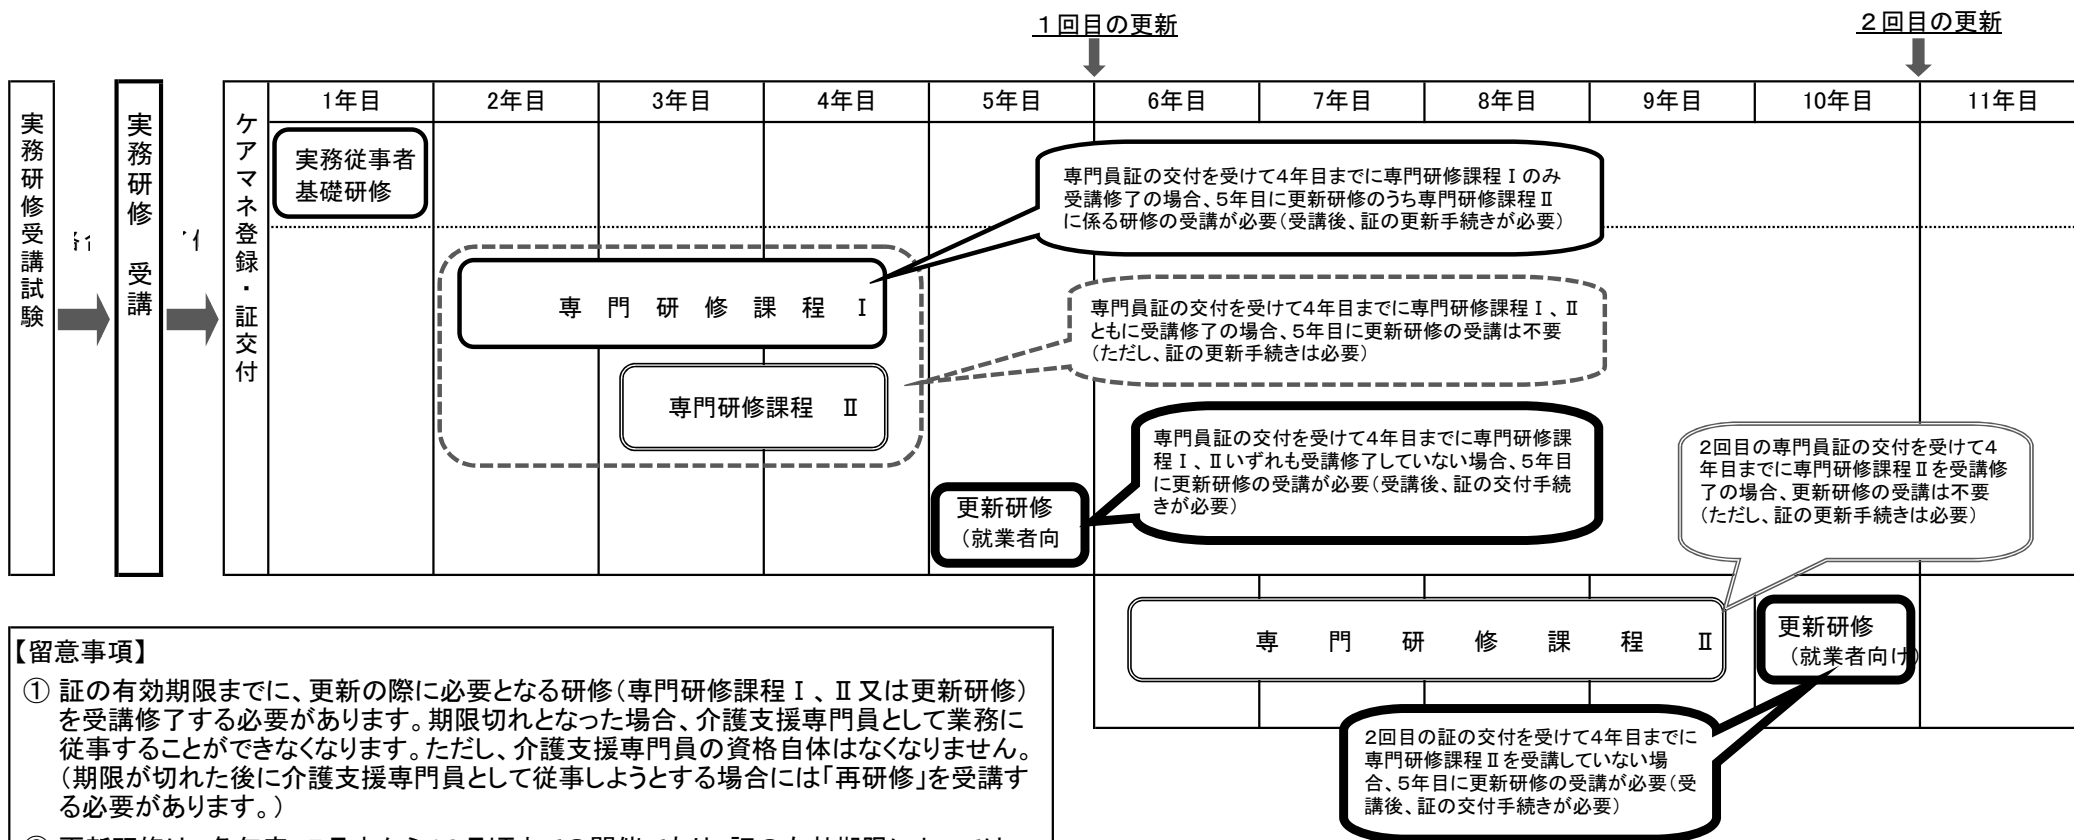 １回目の更新
２回目の更新
1年目
2年目
3年目
4年目
5年目
6年目
7年目
8年目
9年目
10年目
11年目
実務研修受講試験
実務研修　受講
ケアマネ登録・証交付
実務従事者
基礎研修
専門員証の交付を受けて4年目までに専門研修課程Ⅰのみ
受講修了の場合、5年目に更新研修のうち専門研修課程Ⅱ
に係る研修の受講が必要（受講後、証の更新手続きが必要）
専門研修課程Ⅰ
専門員証の交付を受けて4年目までに専門研修課程Ⅰ、Ⅱ
ともに受講修了の場合、5年目に更新研修の受講は不要
（ただし、証の更新手続きは必要）
専門研修課程　Ⅱ
専門員証の交付を受けて4年目までに専門研修課
程Ⅰ、Ⅱいずれも受講修了していない場合、5年目
に更新研修の受講が必要（受講後、証の交付手続
きが必要）
2回目の専門員証の交付を受けて4
年目までに専門研修課程Ⅱを受講修
了の場合、更新研修の受講は不要
（ただし、証の更新手続きは必要）
更新研修
（就業者向
専門研修課程Ⅱ
更新研修
（就業者向け）
2回目の証の交付を受けて4年目までに
専門研修課程Ⅱを受講していない場
合、5年目に更新研修の受講が必要（受
講後、証の交付手続きが必要）
【留意事項】
① 証の有効期限までに、更新の際に必要となる研修（専門研修課程Ⅰ、Ⅱ又は更新研修）
を受講修了する必要があります。期限切れとなった場合、介護支援専門員として業務に
従事することができなくなります。ただし、介護支援専門員の資格自体はなくなりません。
（期限が切れた後に介護支援専門員として従事しようとする場合には「再研修」を受講す
る必要があります。）